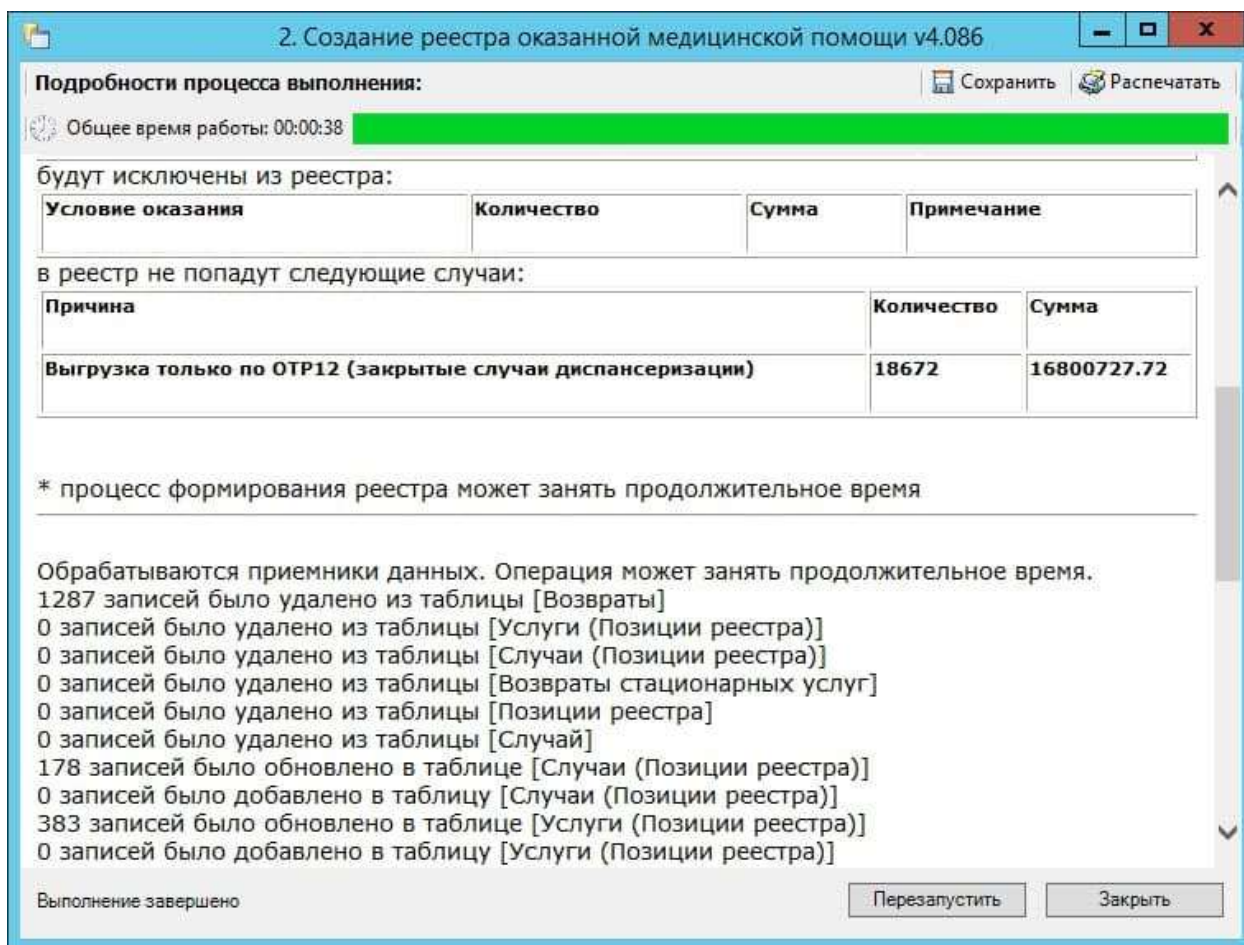 2. Создание реестра оказанной медицинской помощи v4.086
Подробности процесса выполнения:
Сохранить
Распечатать
Общее время работы: 00:00:38
будут исключены из реестра:
Условие оказания Количество Сумма Примечание
в реестр не попадут следующие случаи:
Причина Количество Сумма
Выгрузка только по ОТР12 (закрытые случаи диспансеризации) 18672 16800727.72
* процесс формирования реестра может занять продолжительное время
Обрабатываются приемники данных. Операция может занять продолжительное время.
1287 записей было удалено из таблицы [Возвраты]
0 записей было удалено из таблицы [Услуги (Позиции реестра)]
0 записей было удалено из таблицы [Случаи (Позиции реестра)]
0 записей было удалено из таблицы [Возвраты стационарных услуг]
0 записей было удалено из таблицы [Позиции реестра]
0 записей было удалено из таблицы [Случай]
178 записей было обновлено в таблице [Случаи (Позиции реестра)]
0 записей было добавлено в таблицу [Случаи (Позиции реестра)]
383 записей было обновлено в таблице [Услуги (Позиции реестра)]
0 записей было добавлено в таблицу [Услуги (Позиции реестра)]
Выполнение завершено
Перезапустить
Закрыть